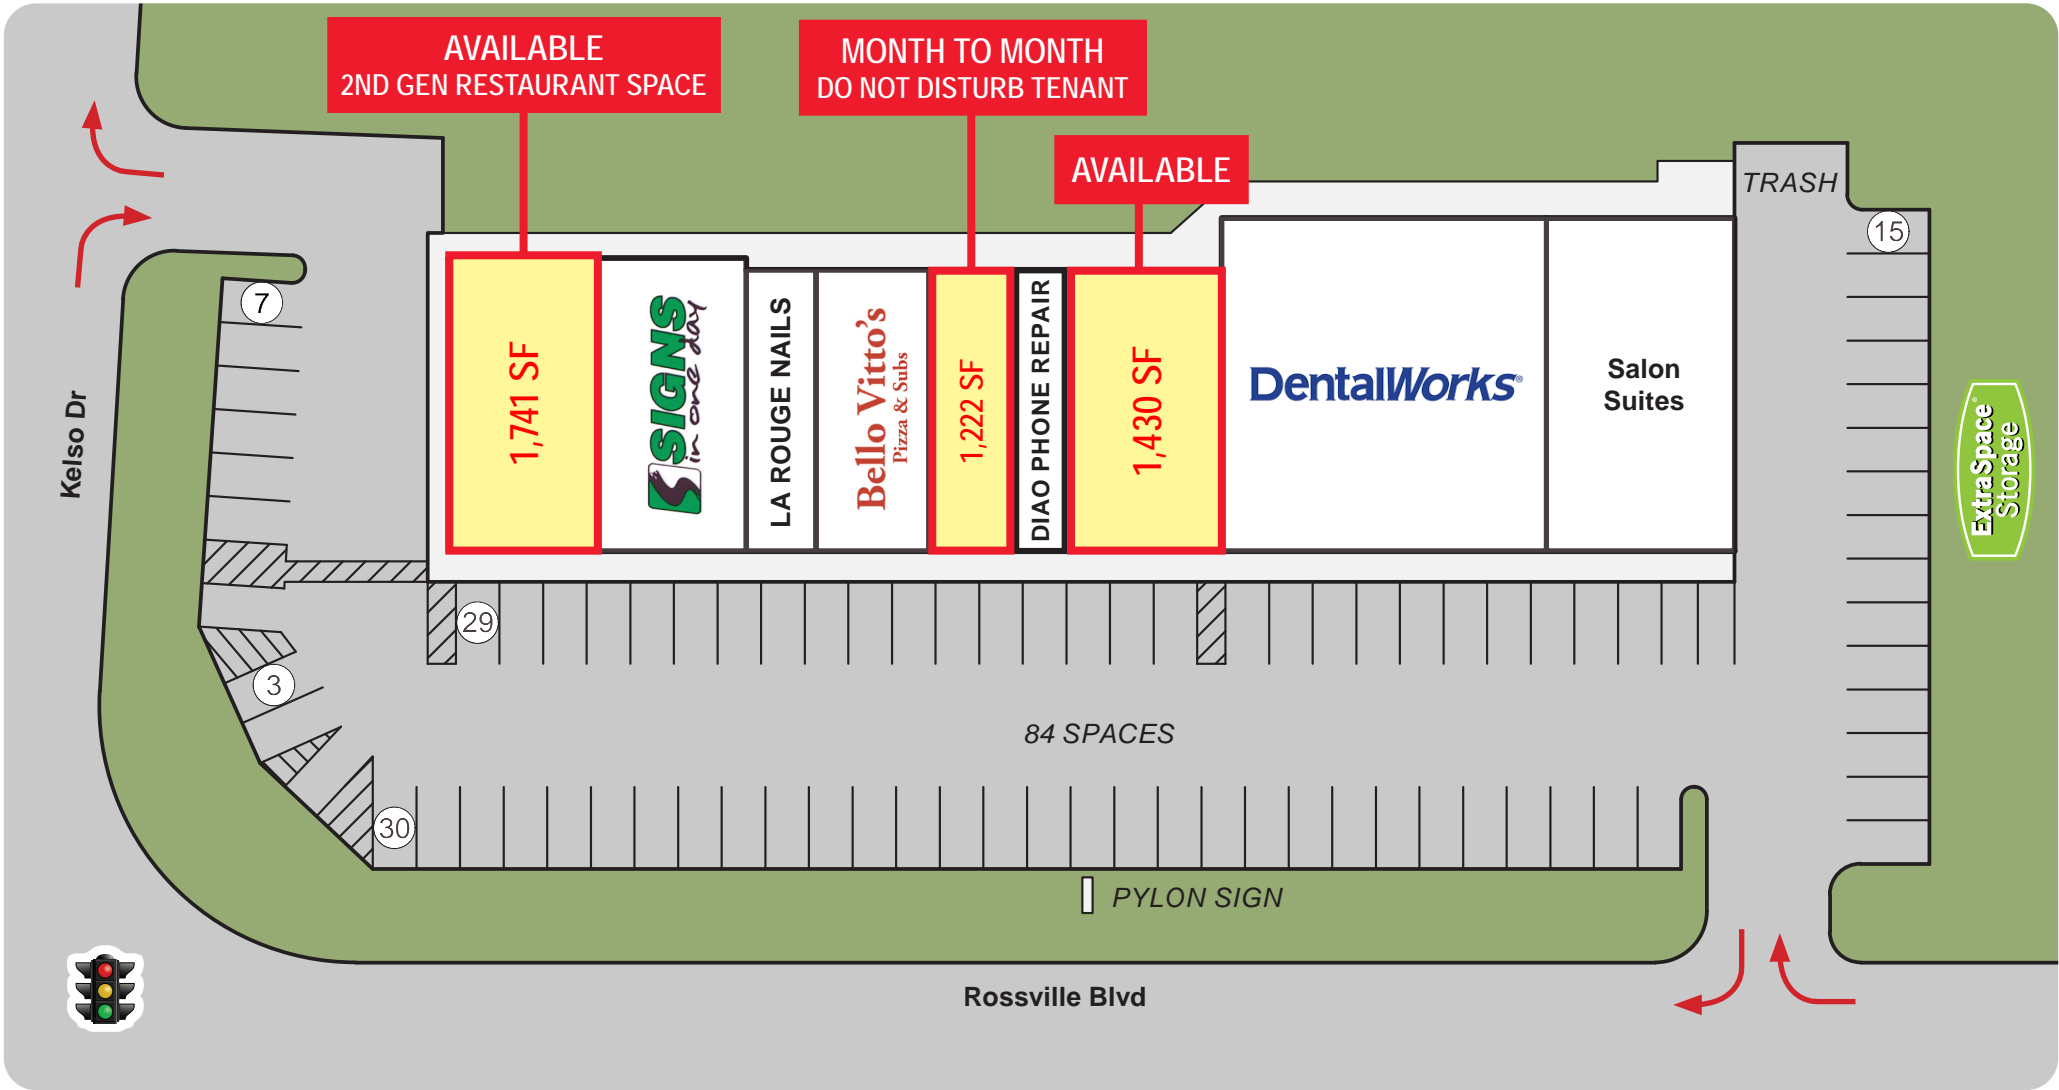 AVAILABLE
2ND GEN RESTAURANT SPACE
MONTH TO MONTH
DO NOT DISTURB TENANT
AVAILABLE
TRASH
15
7
Kelso Dr
1,741 SF
SIGNS
in one day
LA ROUGE NAILS
Bello Vitto's
Pizza & Subs
1,222 SF
DIAO PHONE REPAIR
1,430 SF
DentalWorks®
Salon
Suites
ExtraSpace®
Storage
29
3
84 SPACES
30
PYLON SIGN
Rossville Blvd